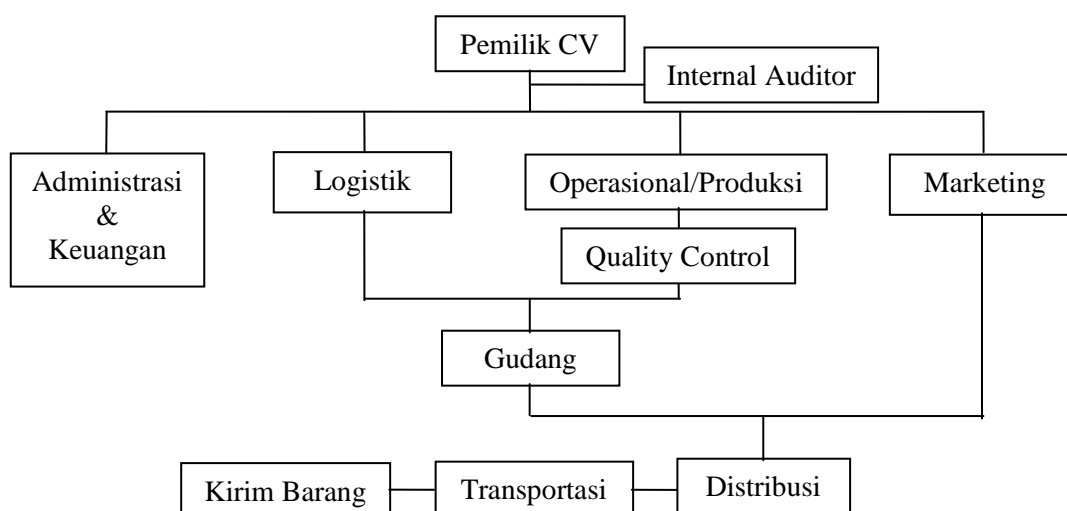 Pemilik CV
Internal Auditor
Administrasi
&
Keuangan
Logistik
Operasional/Produksi
Marketing
Quality Control
Gudang
Kirim Barang
Transportasi
Distribusi